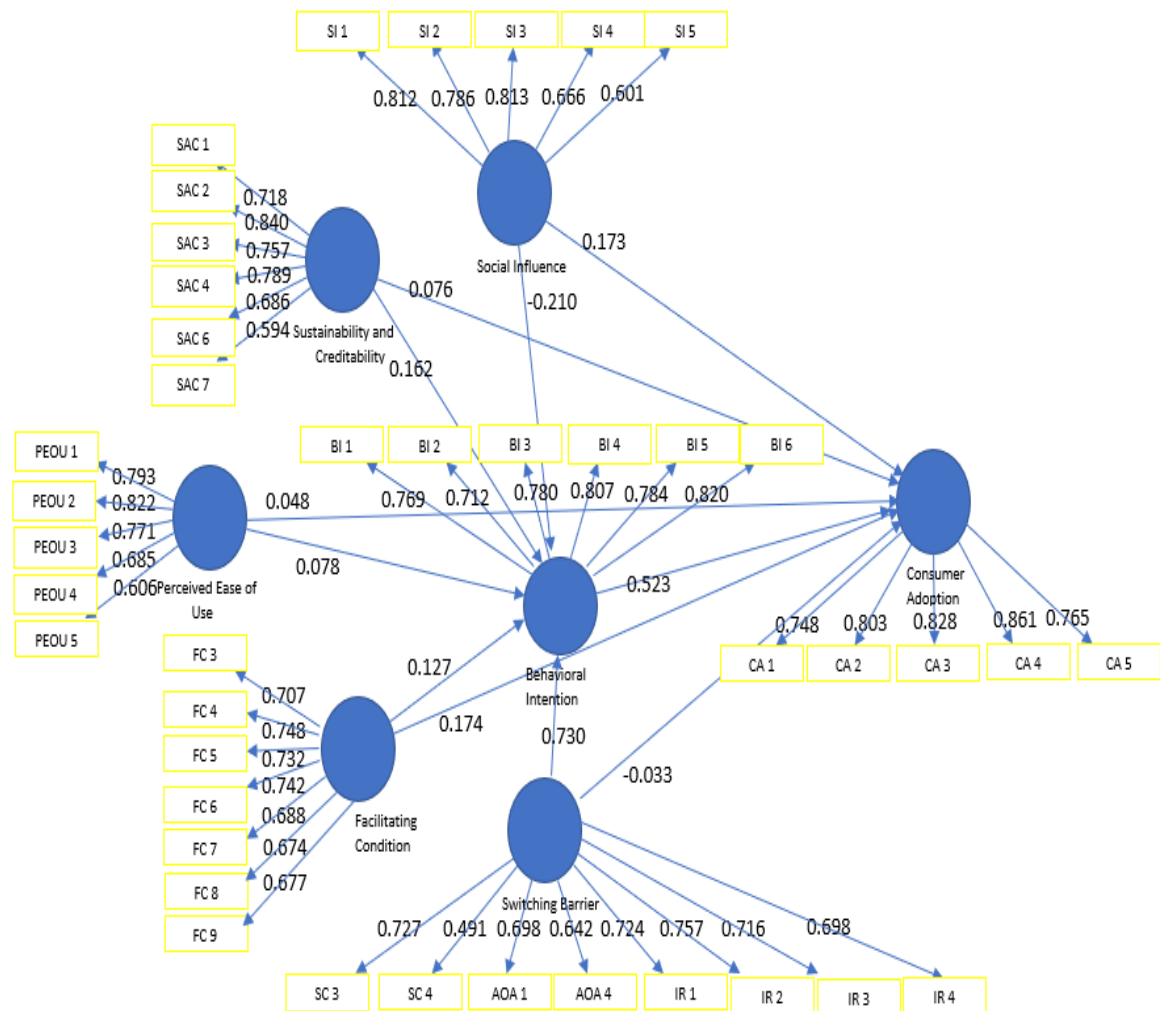 SI 1 SI 2 SI 3 SI 4 SI 5
0.812 0.786 0.813 0.666 0.601
SAC 1
SAC 2
SAC 3
SAC 4
SAC 6
SAC 7
0.718
0.840
0.757
0.789
0.686
0.594
Social Influence
Sustainability and
Creditability
0.173
0.076
-0.210
0.162
PEOU 1
PEOU 2
PEOU 3
PEOU 4
PEOU 5
0.793
0.822
0.771
0.685
0.606
Perceived Ease of
Use
BI 1 BI 2 BI 3 BI 4 BI 5 BI 6
0.769 0.712 0.780 0.807 0.784 0.820
0.048
0.078
0.523
Consumer
Adoption
0.748 0.803 0.828 0.861 0.765
CA 1 CA 2 CA 3 CA 4 CA 5
Behavioral
Intention
0.127
0.174
0.730
-0.033
FC 3
FC 4
FC 5
FC 6
FC 7
FC 8
FC 9
0.707
0.748
0.732
0.742
0.688
0.674
0.677
Facilitating
Condition
Switching Barrier
0.727 0.491 0.698 0.642 0.724 0.757 0.716 0.698
SC 3 SC 4 AOA 1 AOA 4 IR 1 IR 2 IR 3 IR 4